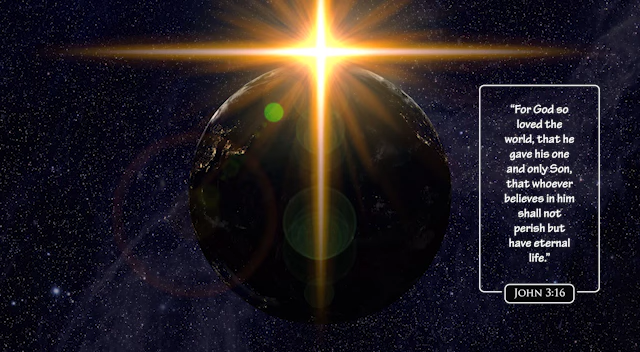 “For God so
loved the
world, that he
gave his one
and only Son,
that whoever
believes in him
shall not
perish but
have eternal
life.”
JOHN 3:16